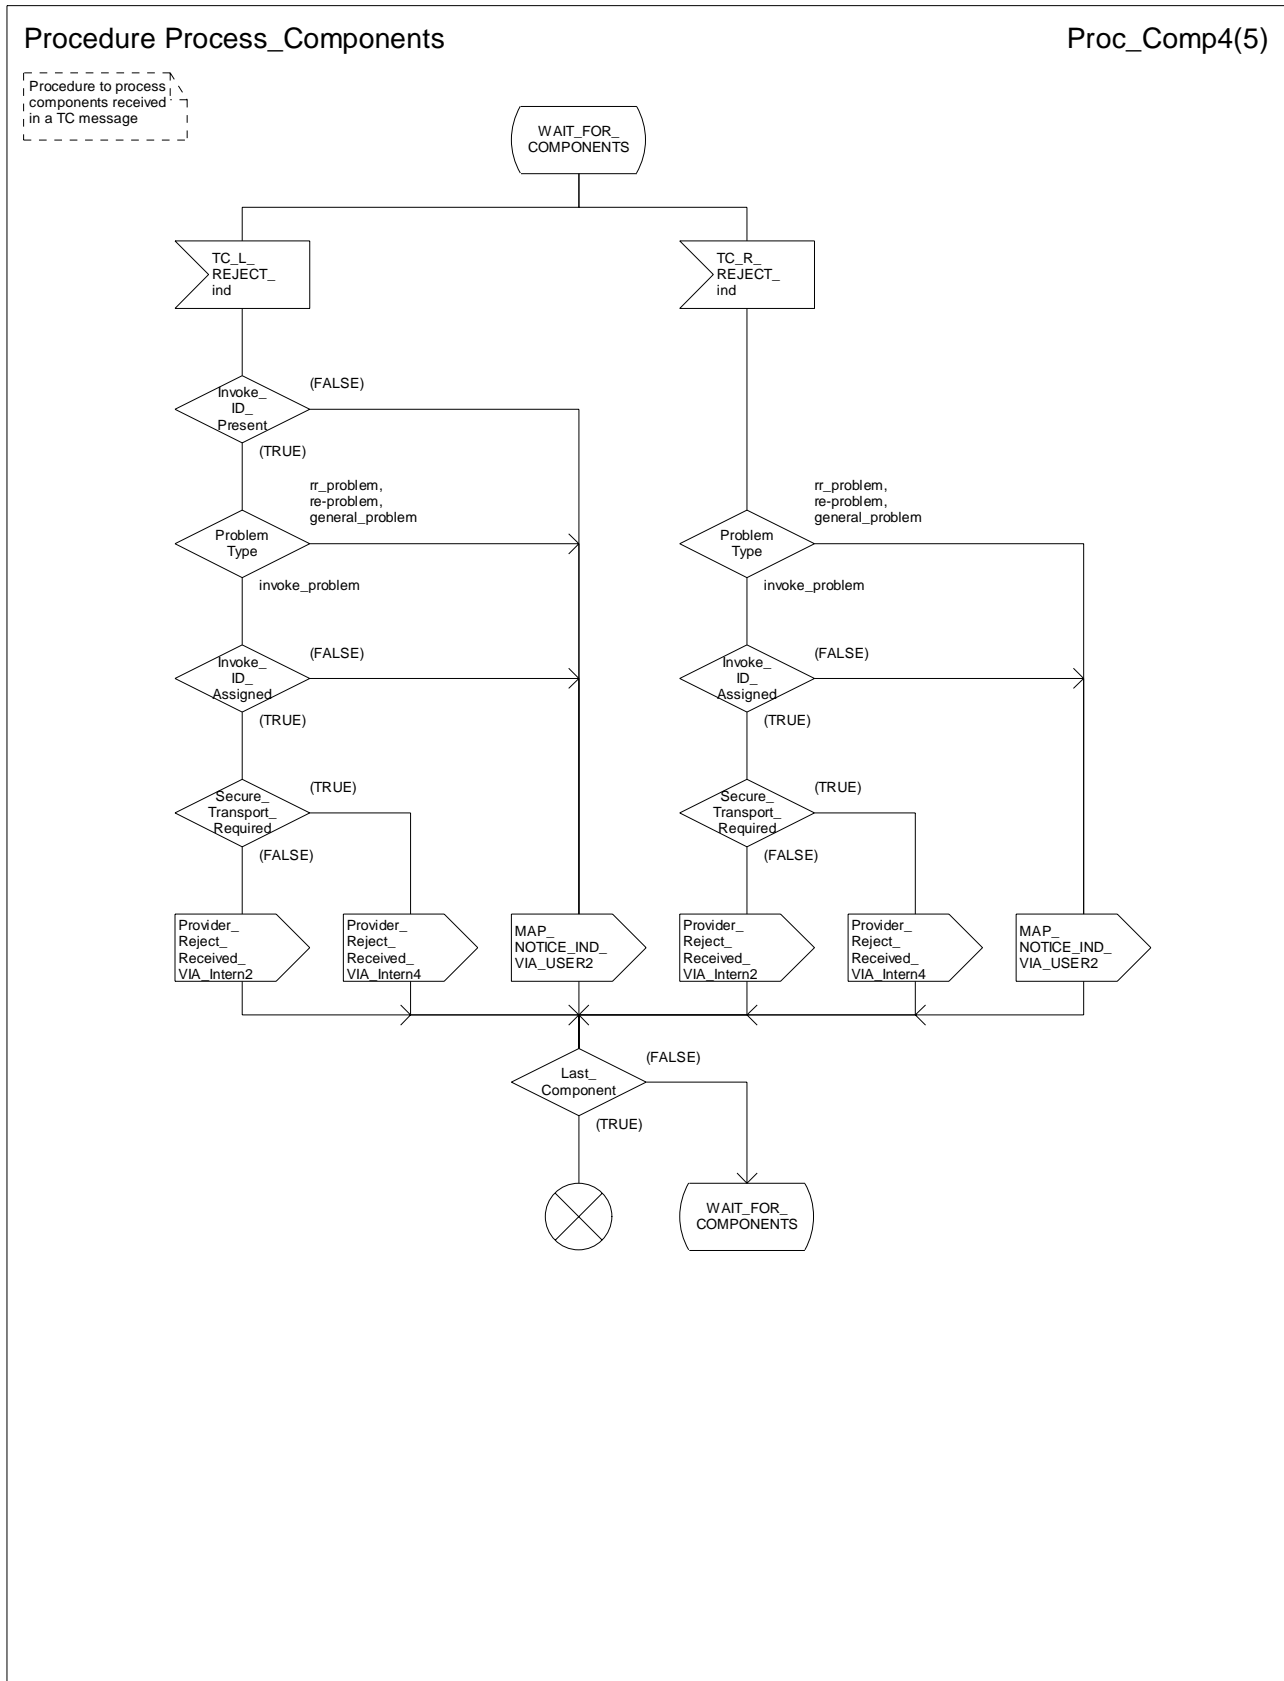 Procedure Process_Components
Proc_Comp4(5)
Procedure to process
components received
in a TC message
WAIT_FOR_
COMPONENTS
TC_L_
REJECT_
ind
TC_R_
REJECT_
ind
Invoke_
ID_
Present
(FALSE)
(TRUE)
Problem
Type
rr_problem,
re-problem,
general_problem
invoke_problem
Problem
Type
rr_problem,
re-problem,
general_problem
invoke_problem
Invoke_
ID_
Assigned
(FALSE)
(TRUE)
Invoke_
ID_
Assigned
(FALSE)
(TRUE)
Secure_
Transport_
Required
(TRUE)
(FALSE)
Secure_
Transport_
Required
(TRUE)
(FALSE)
Provider_
Reject_
Received_
VIA_Intern2
Provider_
Reject_
Received_
VIA_Intern4
MAP_
NOTICE_IND_
VIA_USER2
Provider_
Reject_
Received_
VIA_Intern2
Provider_
Reject_
Received_
VIA_Intern4
MAP_
NOTICE_IND_
VIA_USER2
Last_
Component
(FALSE)
(TRUE)
WAIT_FOR_
COMPONENTS